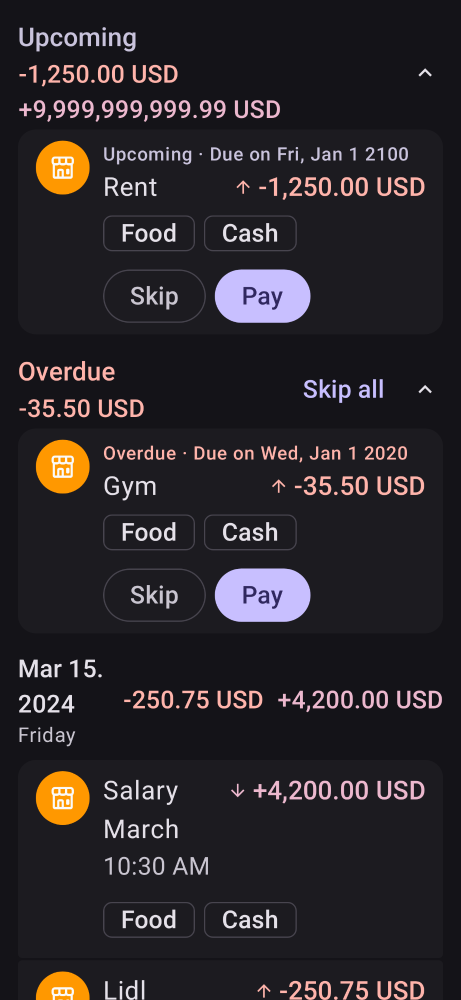 Upcoming
-1,250.00 USD
+9,999,999,999.99 USD
Upcoming · Due on Fri, Jan 1 2100
Rent ↑ -1,250.00 USD
Food Cash
Skip Pay
Overdue
Skip all
-35.50 USD
Overdue · Due on Wed, Jan 1 2020
Gym ↑ -35.50 USD
Food Cash
Skip Pay
Mar 15.
2024 -250.75 USD +4,200.00 USD
Friday
Salary ↓ +4,200.00 USD
March
10:30 AM
Food Cash
Lidl ↑ -250.75 USD